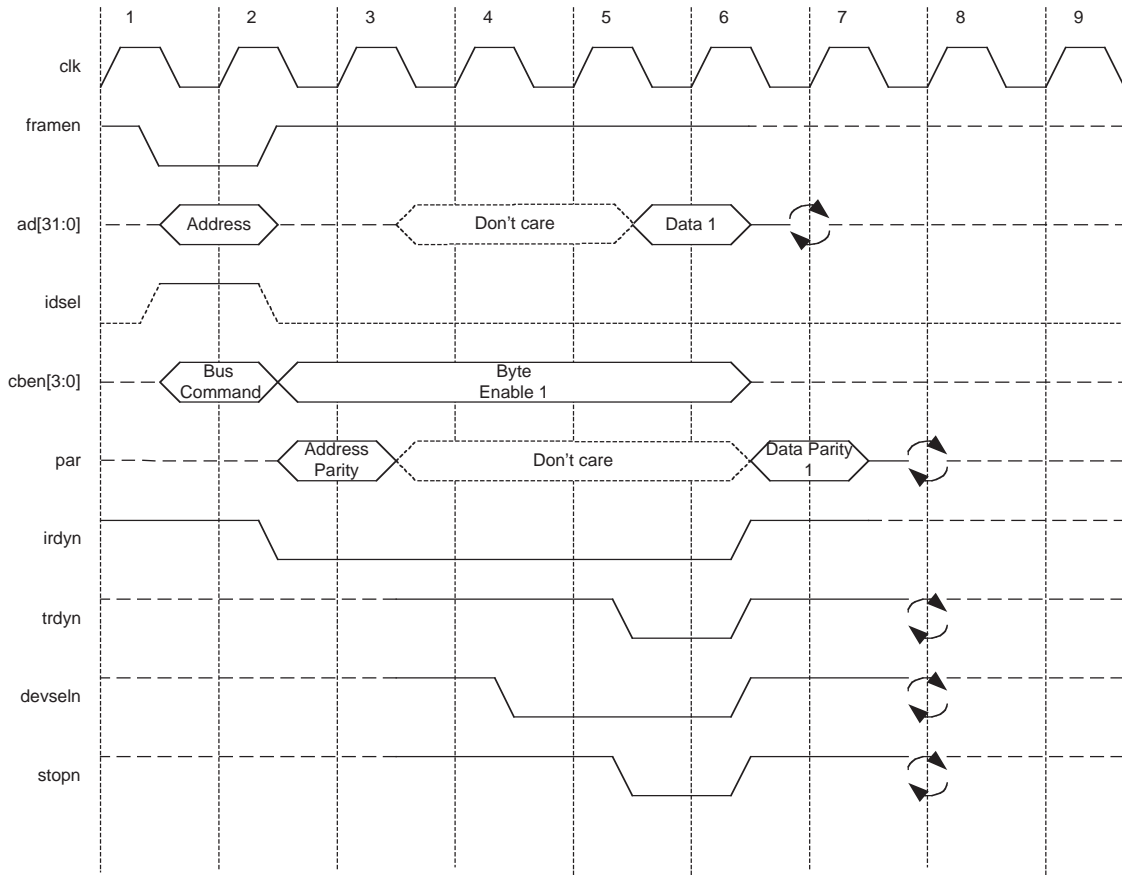 1 2 3 4 5 6 7 8 9
clk
framen
ad[31:0] Address Don't care Data 1
idsel
cben[3:0] Bus Command Byte Enable 1
par Address Parity Don't care Data Parity 1
irdyn
trdyn
devseln
stopn